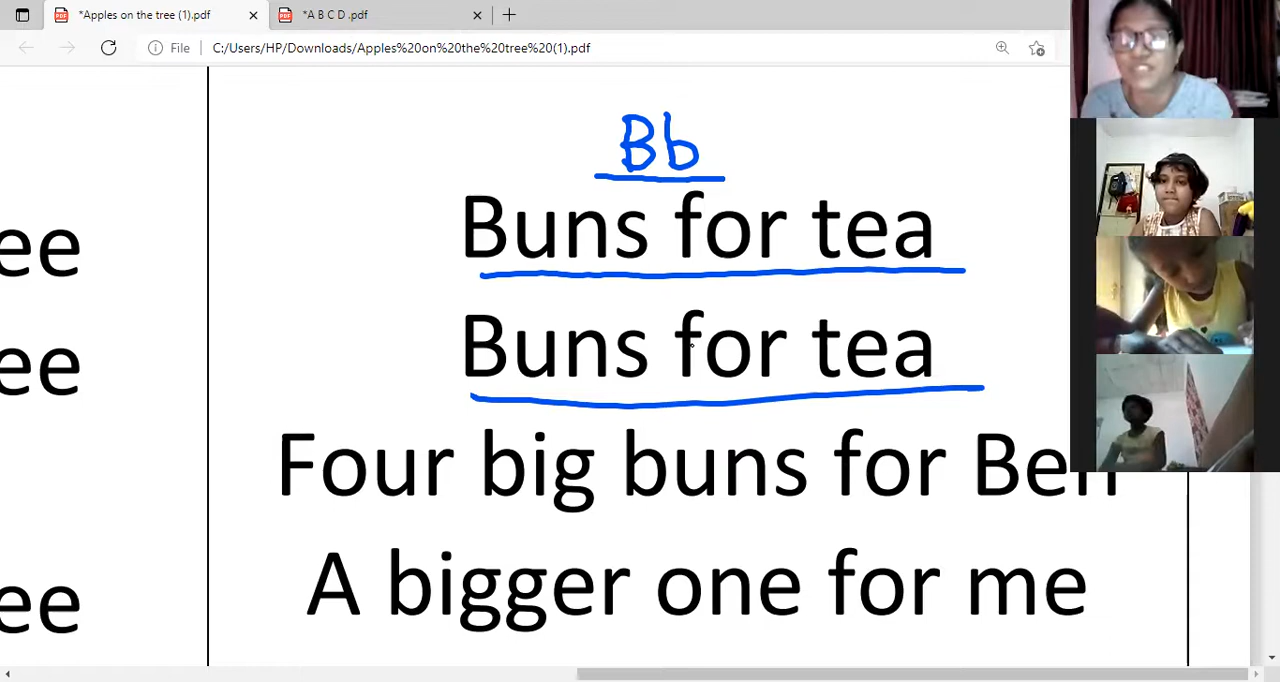 *Apples on the tree (1).pdf
*A B C D .pdf
File
C:/Users/HP/Downloads/Apples%20on%20the%20tree%20(1).pdf
Bb
Buns for tea
Buns for tea
Four big buns for Ben
A bigger one for me
ee
ee
ee